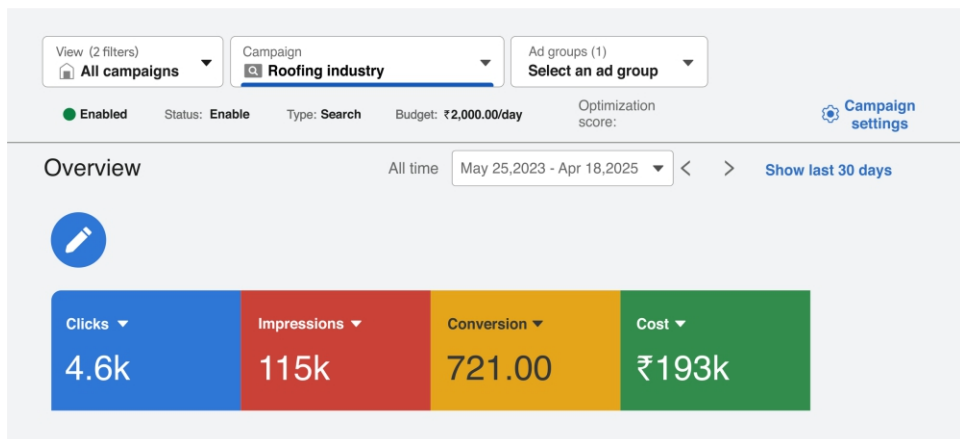 View (2 filters)
All campaigns
Campaign
Roofing industry
Ad groups (1)
Select an ad group
Enabled
Status: Enable
Type: Search
Budget: ₹2,000.00/day
Optimization
score:
Campaign
settings
Overview
All time
May 25,2023 - Apr 18,2025
Show last 30 days
Clicks
4.6k
Impressions
115k
Conversion
721.00
Cost
₹193k